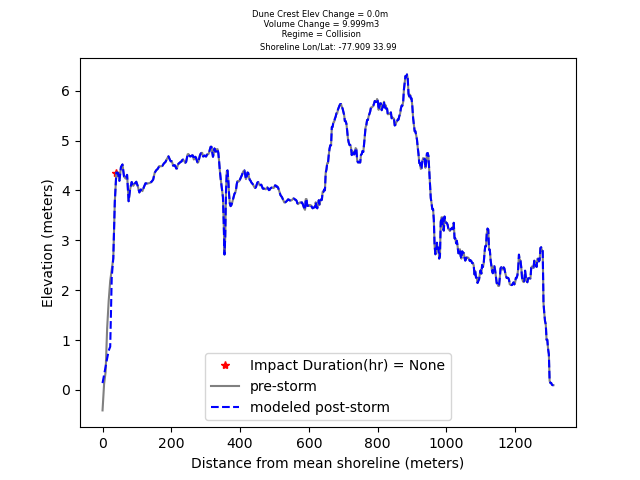 Dune Crest Elev Change = 0.0m
Volume Change = 9.999m3
Regime = Collision
Shoreline Lon/Lat: -77.909 33.99
Elevation (meters)
6
5
4
3
2
1
0
Impact Duration(hr) = None
pre-storm
modeled post-storm
0 200 400 600 800 1000 1200
Distance from mean shoreline (meters)